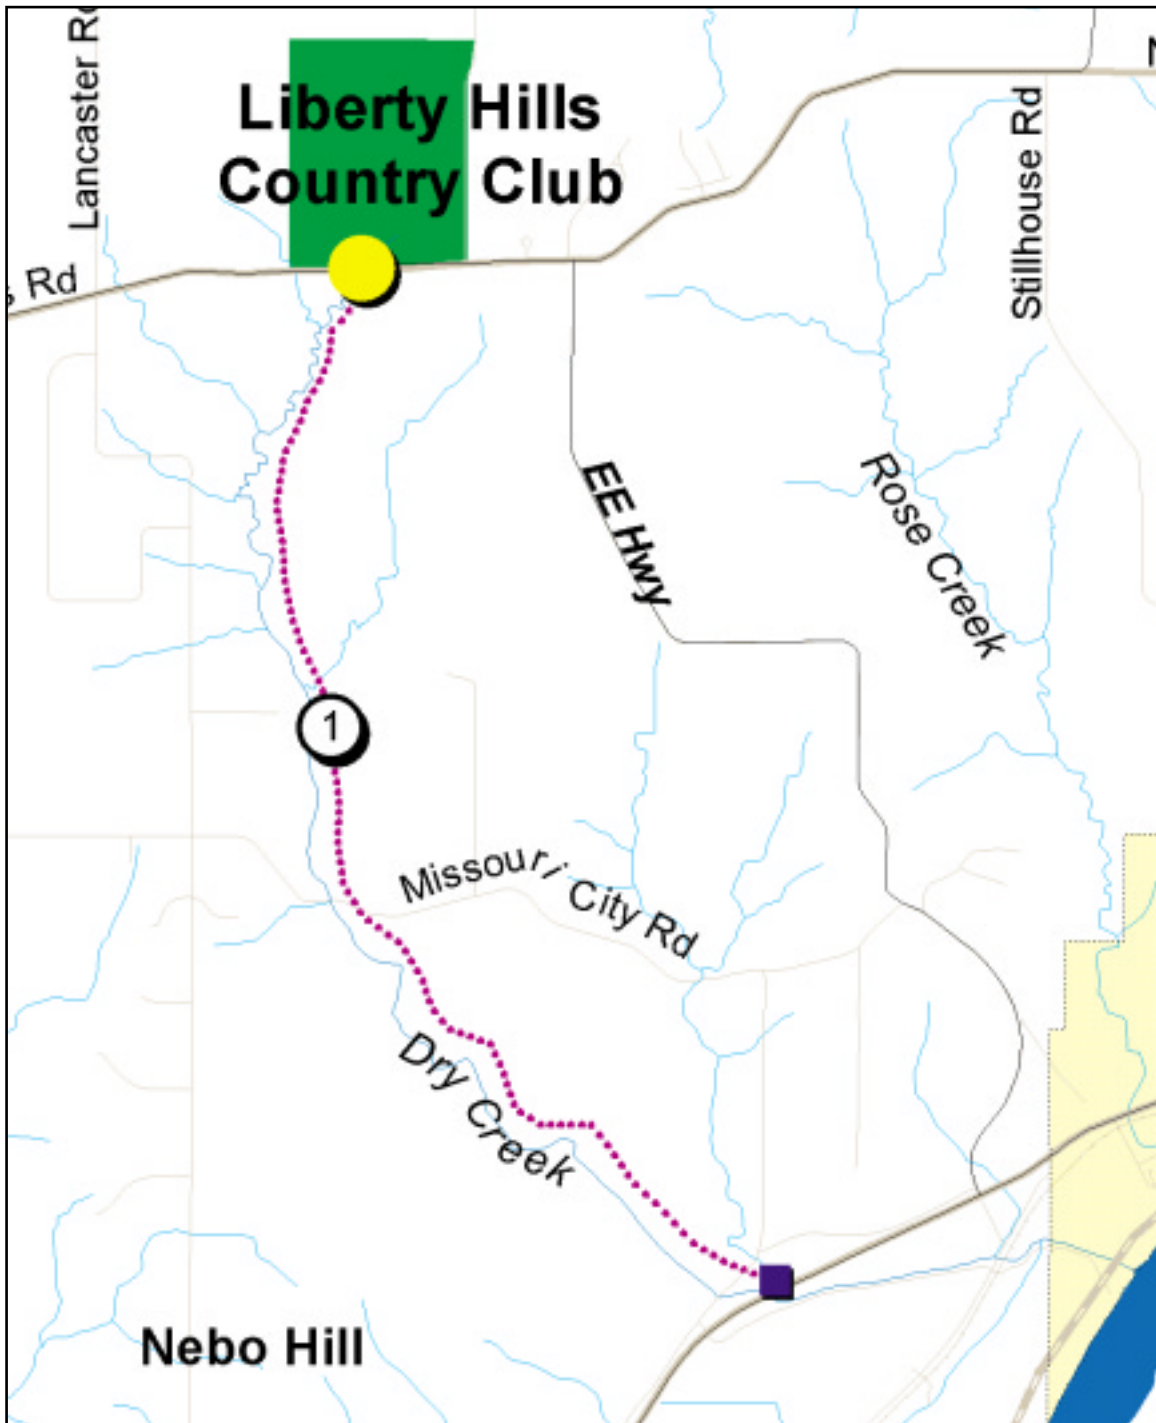 Lancaster Rd
Liberty Hills
Country Club
Stillhouse Rd
Rd
EE Hwy
Rose Creek
1
Missouri City Rd
Dry Creek
Nebo Hill